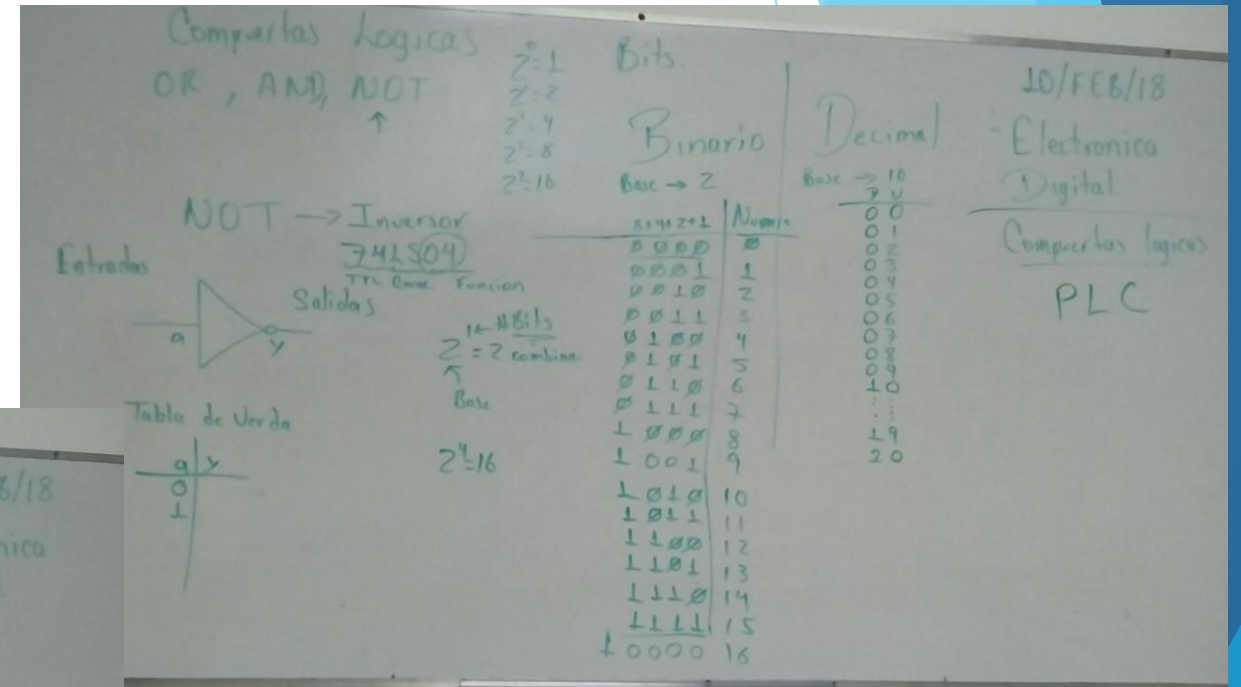 Compuertas Logicas
OR, AND, NOT
↑
2⁰=1
2¹=2
2²=4
2³=8
2⁴=16
NOT → Inversor
74LS04
TTL Funcion
Entradas
Salidas
a
y
Tabla de Verda
a y
0
1
# Bits
2¹=2 combina.
Base
2⁴=16
Bits
Binario
Base → 2
8 4 2 1
0000 0
0001 1
0010 2
0011 3
0100 4
0101 5
0110 6
0111 7
1000 8
1001 9
1010 10
1011 11
1100 12
1101 13
1110 14
1111 15
10000 16
Decimal
Base → 10
00
01
02
03
04
05
06
07
08
09
10
19
20
10/FEB/18
- Electronica
Digital
Compuertas logicas
PLC
6/18
nica